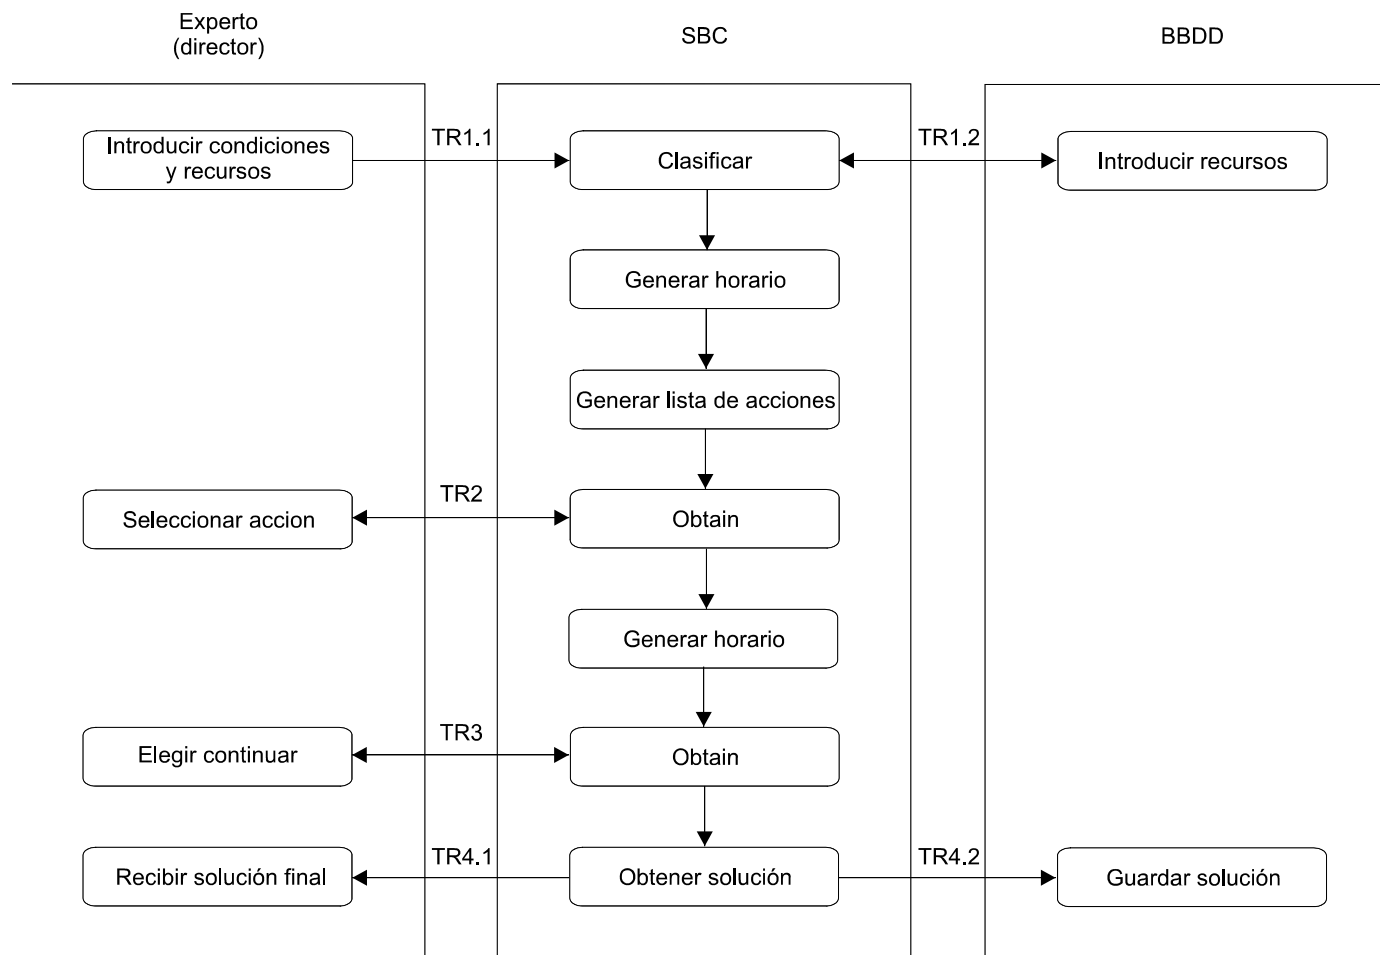 Experto
(director)
SBC
BBDD
TR1.1
TR1.2
Introducir condiciones
y recursos
Clasificar
Introducir recursos
Generar horario
Generar lista de acciones
TR2
Seleccionar accion
Obtain
Generar horario
TR3
Elegir continuar
Obtain
TR4.1
TR4.2
Recibir solución final
Obtener solución
Guardar solución